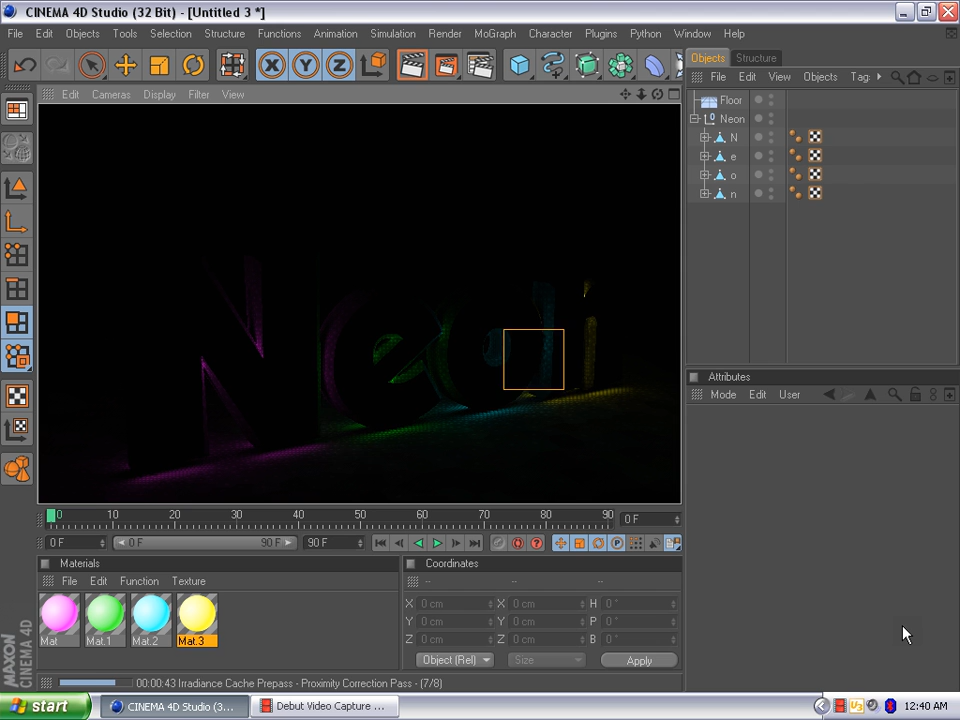 CINEMA 4D Studio (32 Bit) - [Untitled 3 *]
File Edit Objects Tools Selection Structure Functions Animation Simulation Render MoGraph Character Plugins Python Window Help
X Y Z
Objects Structure
File Edit View Objects Tag
Edit Cameras Display Filter View
Floor
Neon
N
e
o
n
Neon
Attributes
Mode Edit User
0 10 20 30 40 50 60 70 80 90 0 F
0 F 0 F 90 F 90 F
Materials
File Edit Function Texture
Mat Mat.1 Mat.2 Mat.3
Coordinates
-- -- --
X 0 cm X 0 cm H 0 °
Y 0 cm Y 0 cm P 0 °
Z 0 cm Z 0 cm B 0 °
Object (Rel) Size Apply
MAXON
CINEMA 4D
00:00:43 Irradiance Cache Prepass - Proximity Correction Pass - (7/8)
start CINEMA 4D Studio (3... Debut Video Capture ... 12:40 AM